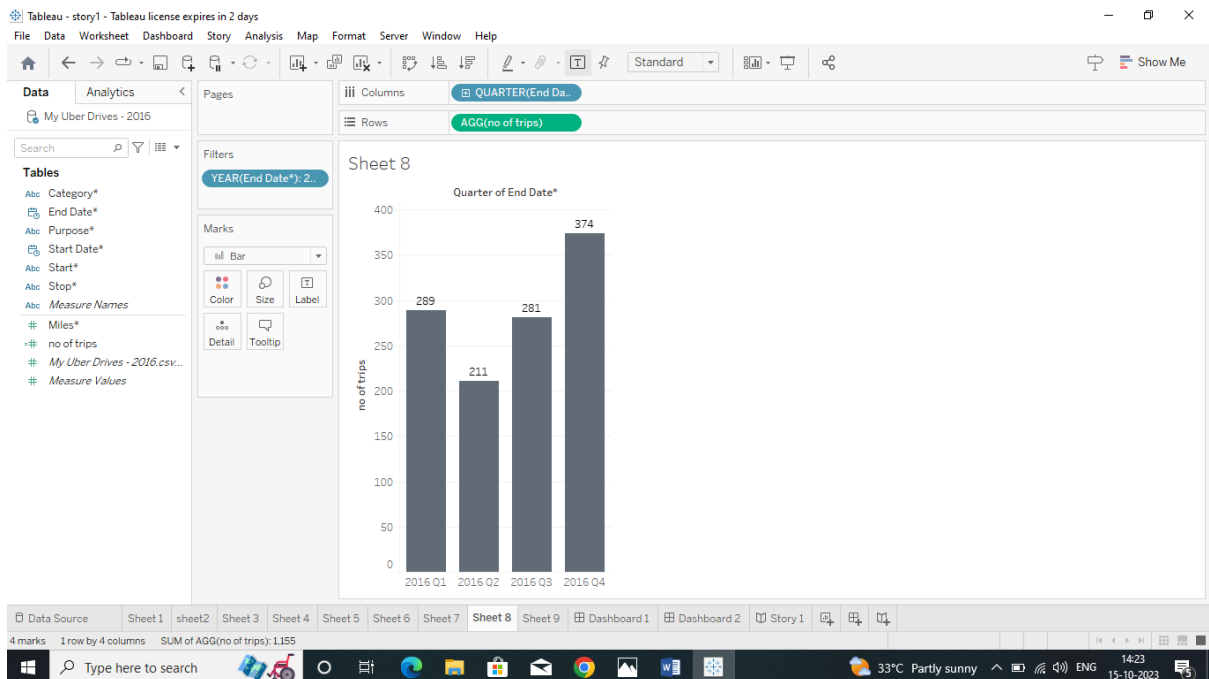 Tableau - story1 - Tableau license expires in 2 days
File Data Worksheet Dashboard Story Analysis Map Format Server Window Help
Standard
Show Me
Data Analytics
My Uber Drives - 2016
Search
Tables
Abc Category*
End Date*
Abc Purpose*
Start Date*
Abc Start*
Abc Stop*
Abc Measure Names
# Miles*
=# no of trips
# My Uber Drives - 2016.csv...
# Measure Values
Pages
Filters
YEAR(End Date*): 2..
Marks
Bar
Color Size Label
Detail Tooltip
Columns QUARTER(End Da..
Rows AGG(no of trips)
Sheet 8
Quarter of End Date*
no of trips
400
350
300
250
200
150
100
50
0
289
211
281
374
2016 Q1 2016 Q2 2016 Q3 2016 Q4
Data Source Sheet 1 sheet2 Sheet 3 Sheet 4 Sheet 5 Sheet 6 Sheet 7 Sheet 8 Sheet 9 Dashboard 1 Dashboard 2 Story 1
4 marks 1 row by 4 columns SUM of AGG(no of trips): 1,155
Type here to search
33°C Partly sunny ENG 14:23
15-10-2023